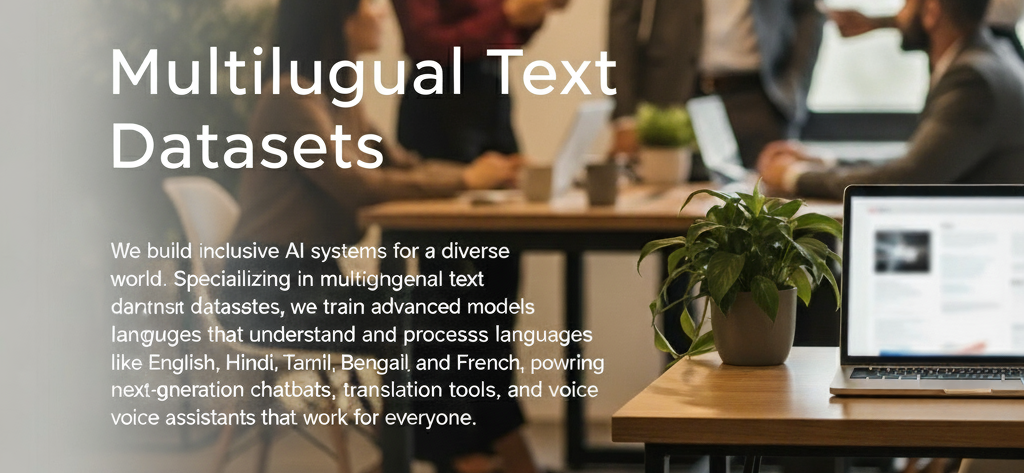 Multilugual Text
Datasets
We build inclusive AI systems for a diverse
world. Speciailizing in multigngenal text
dantnsıt datasstes, we train advanced models
languges that understand and processs languages
like English, Hindi, Tamil, Bengail and French, powring
next-gneration chatbats, translation tools, and voice
voice assistants that work for everyone.